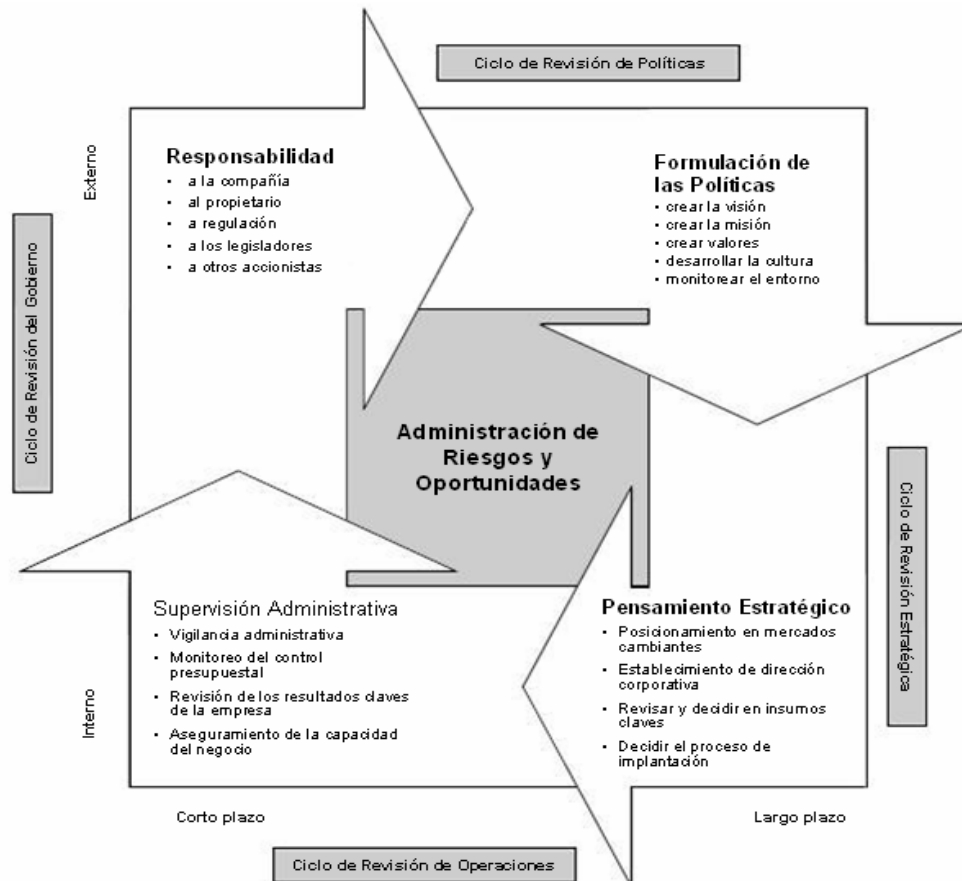 Ciclo de Revisión de Políticas
Externo
Ciclo de Revisión del Gobierno
Responsabilidad
• a la compañía
• al propietario
• a regulación
• a los legisladores
• a otros accionistas
Formulación de
las Políticas
• crear la visión
• crear la misión
• crear valores
• desarrollar la cultura
• monitorear el entorno
Administración de
Riesgos y
Oportunidades
Ciclo de Revisión Estratégica
Interno
Supervisión Administrativa
• Vigilancia administrativa
• Monitoreo del control
presupuestal
• Revisión de los resultados claves
de la empresa
• Aseguramiento de la capacidad
del negocio
Pensamiento Estratégico
• Posicionamiento en mercados
cambiantes
• Establecimiento de dirección
corporativa
• Revisar y decidir en insumos
claves
• Decidir el proceso de
implantación
Corto plazo
Largo plazo
Ciclo de Revisión de Operaciones